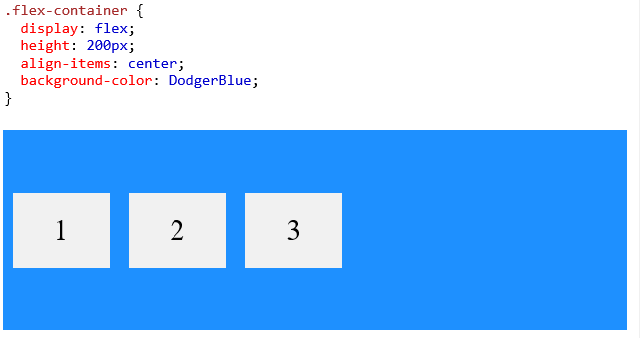 .flex-container {
  display: flex;
  height: 200px;
  align-items: center;
  background-color: DodgerBlue;
}
1 2 3